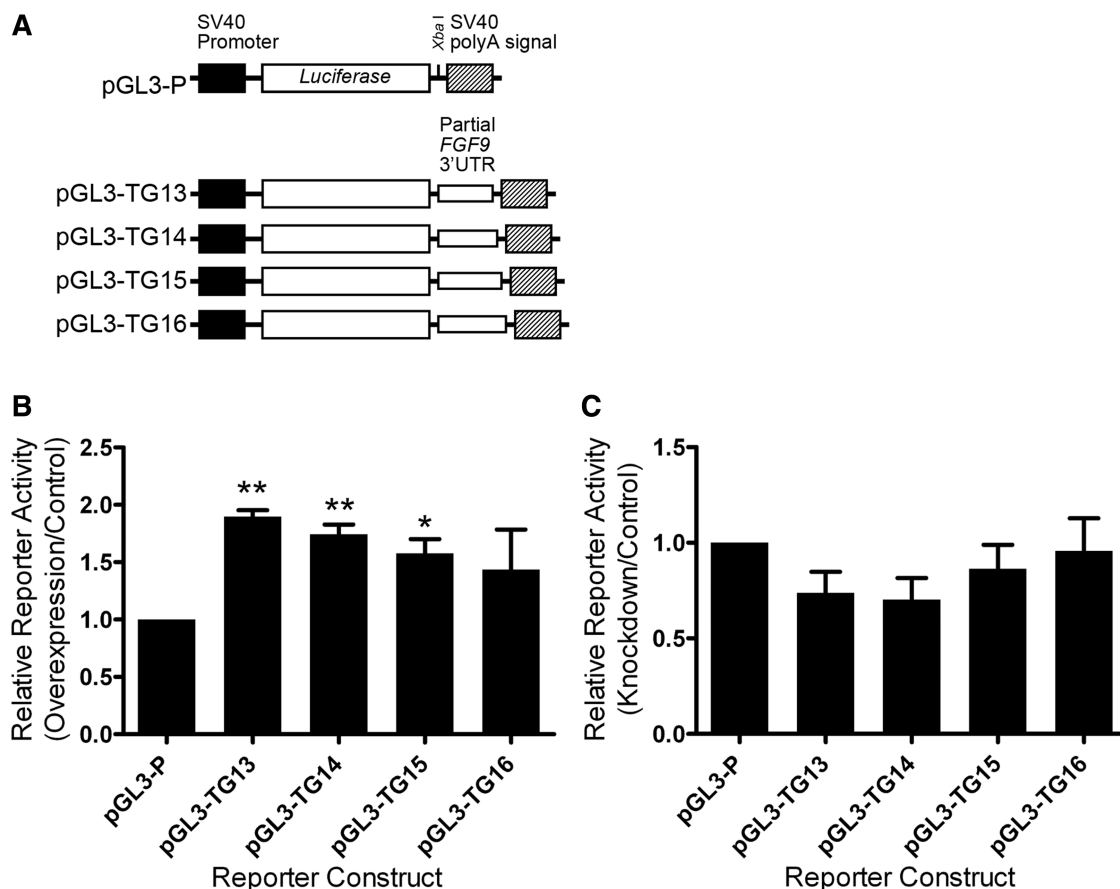 A
SV40
Promoter
Xba I
SV40
polyA signal
pGL3-P
Luciferase
Partial
FGF9
3'UTR
pGL3-TG13
pGL3-TG14
pGL3-TG15
pGL3-TG16
B
Relative Reporter Activity
(Overexpression/Control)
2.5
2.0
1.5
1.0
0.5
0.0
**
**
*
pGL3-P
pGL3-TG13
pGL3-TG14
pGL3-TG15
pGL3-TG16
Reporter Construct
C
Relative Reporter Activity
(Knockdown/Control)
1.5
1.0
0.5
0.0
pGL3-P
pGL3-TG13
pGL3-TG14
pGL3-TG15
pGL3-TG16
Reporter Construct